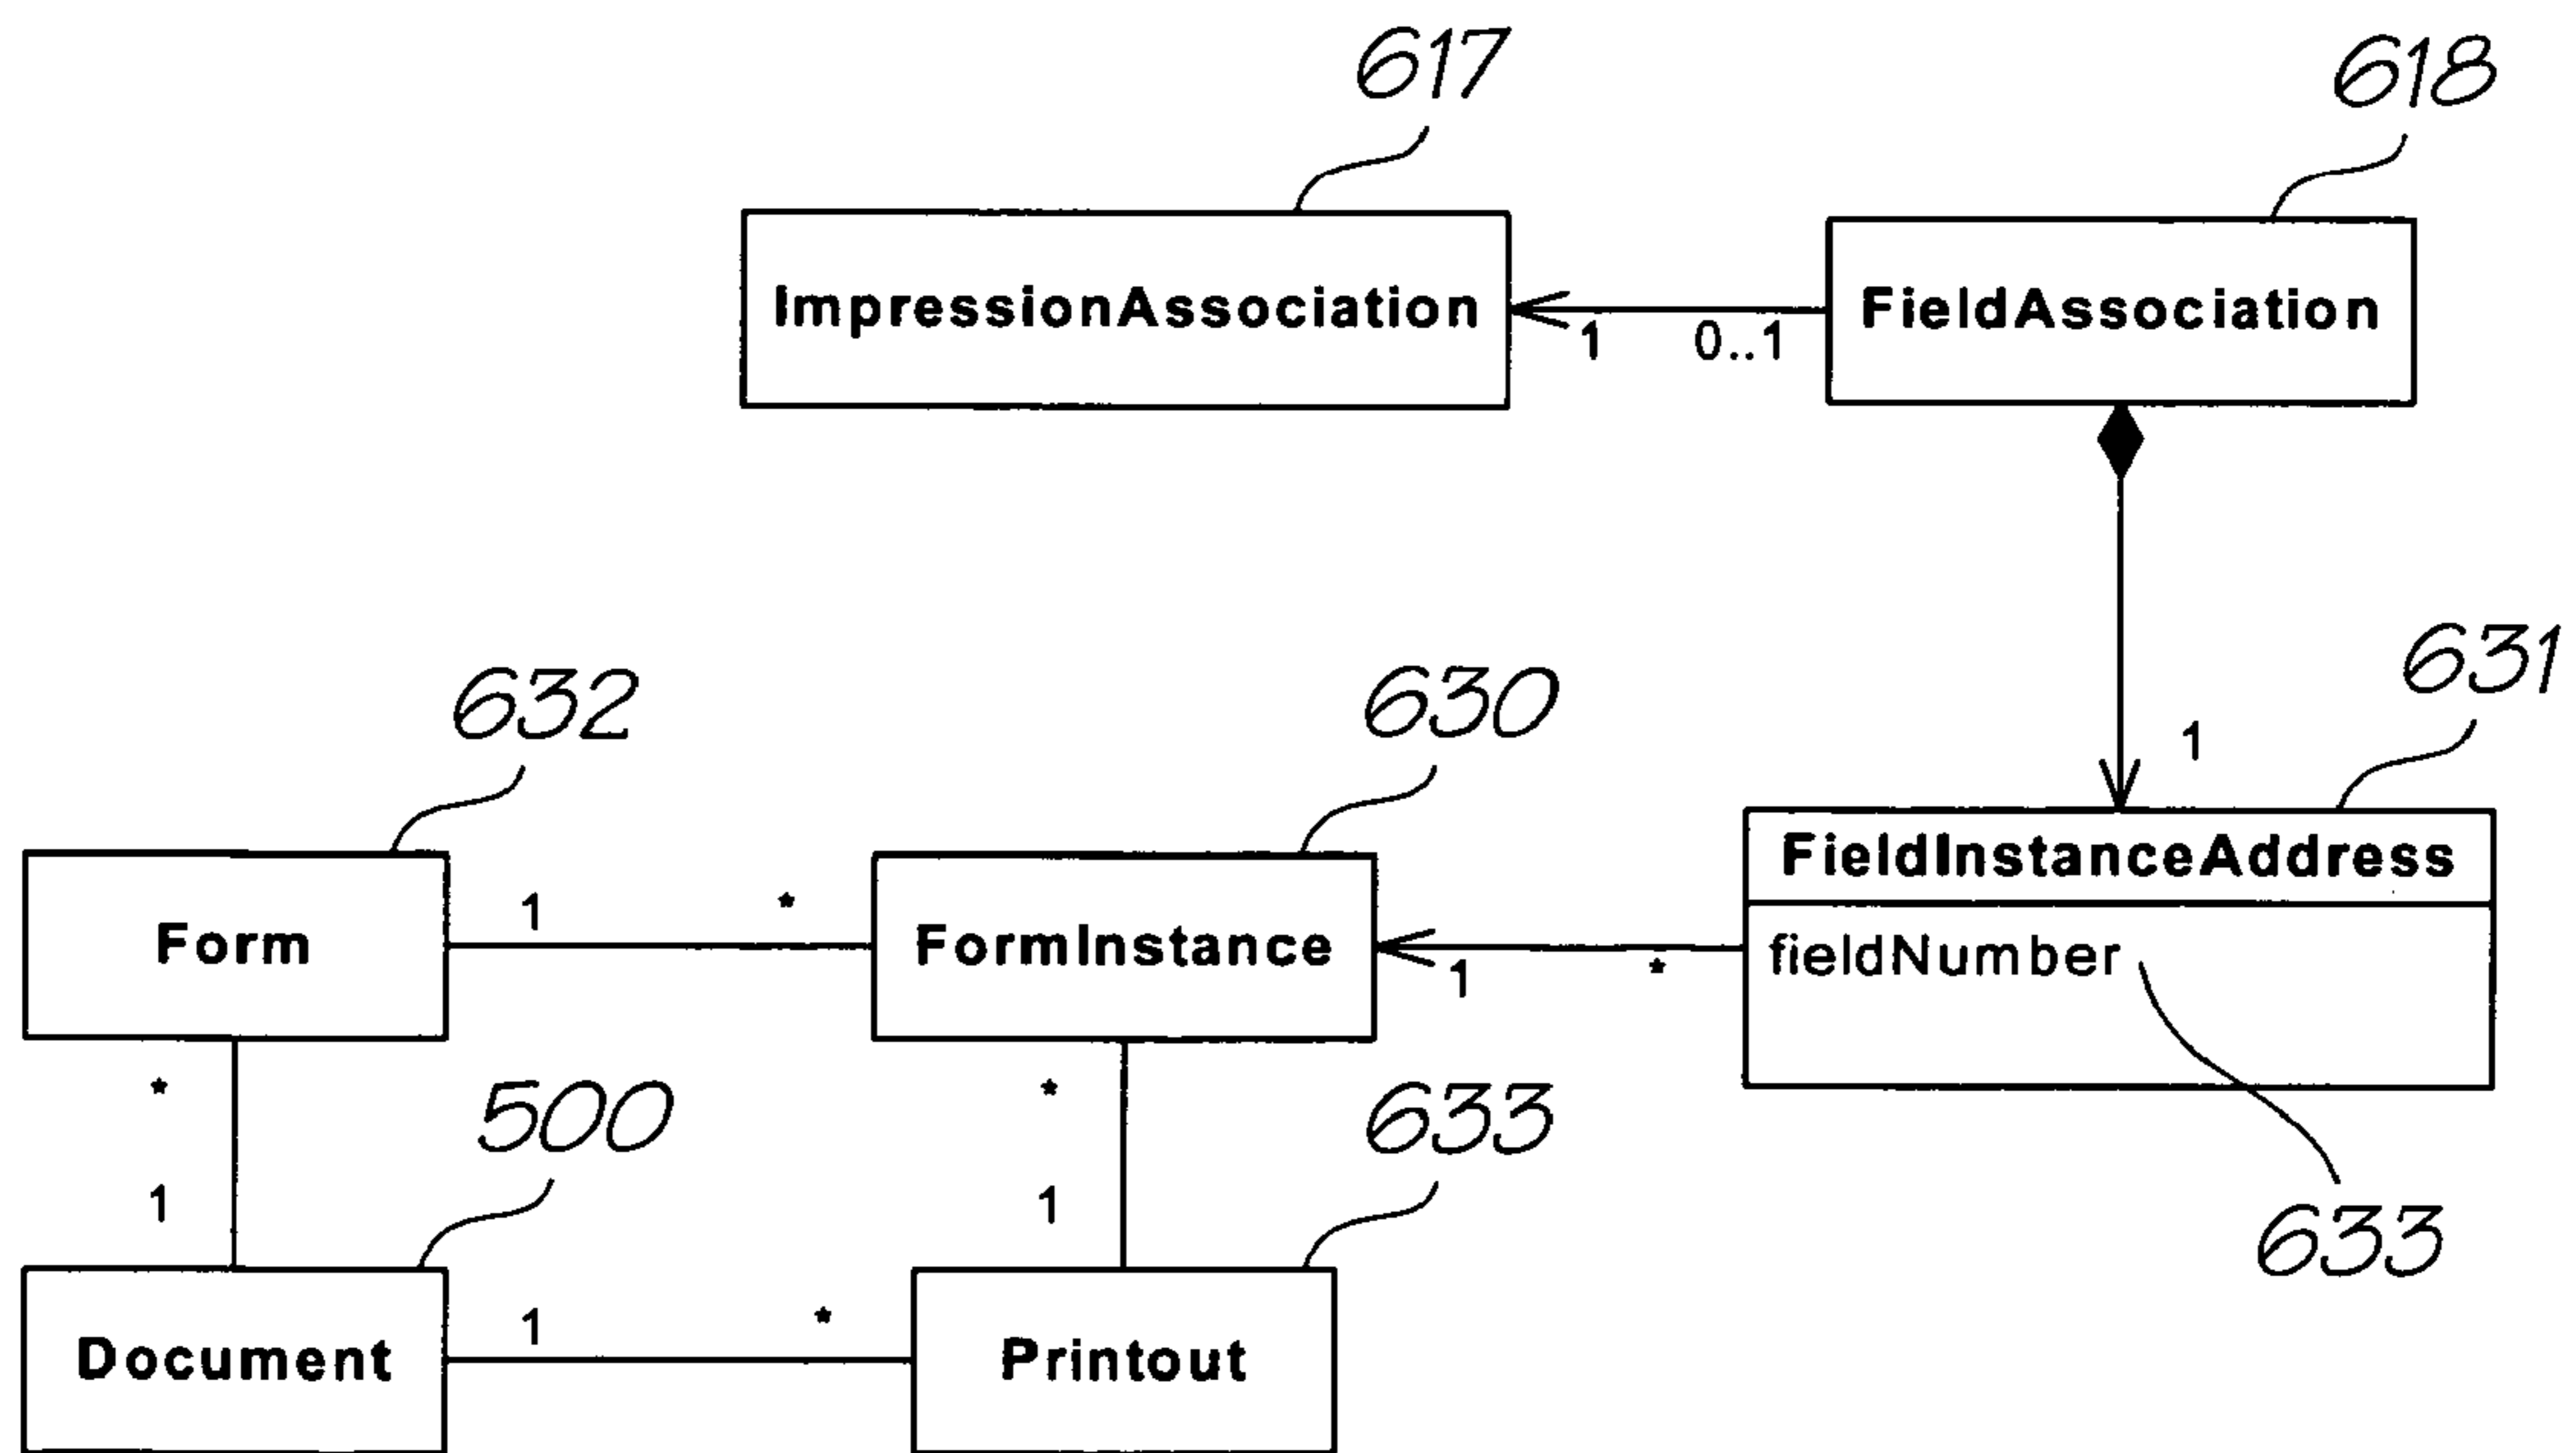 617
618
ImpressionAssociation
1
0..1
FieldAssociation
1
632
630
631
Form
1
*
FormInstance
1
*
FieldInstanceAddress
fieldNumber
*
1
500
*
1
633
633
Document
1
*
Printout